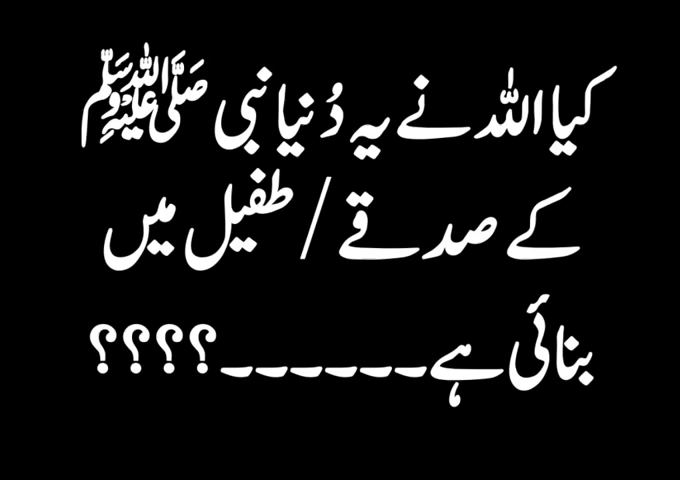 کیا اللہ نے یہ دُنیا نبی ﷺ
کے صدقے / طفیل میں
بنائی ہے۔۔۔۔۔۔؟؟؟؟